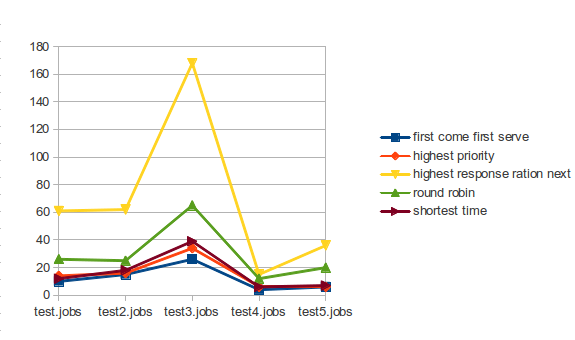 180
160
140
120
100
80
60
40
20
0
test.jobs test2.jobs test3.jobs test4.jobs test5.jobs
first come first serve
highest priority
highest response ration next
round robin
shortest time